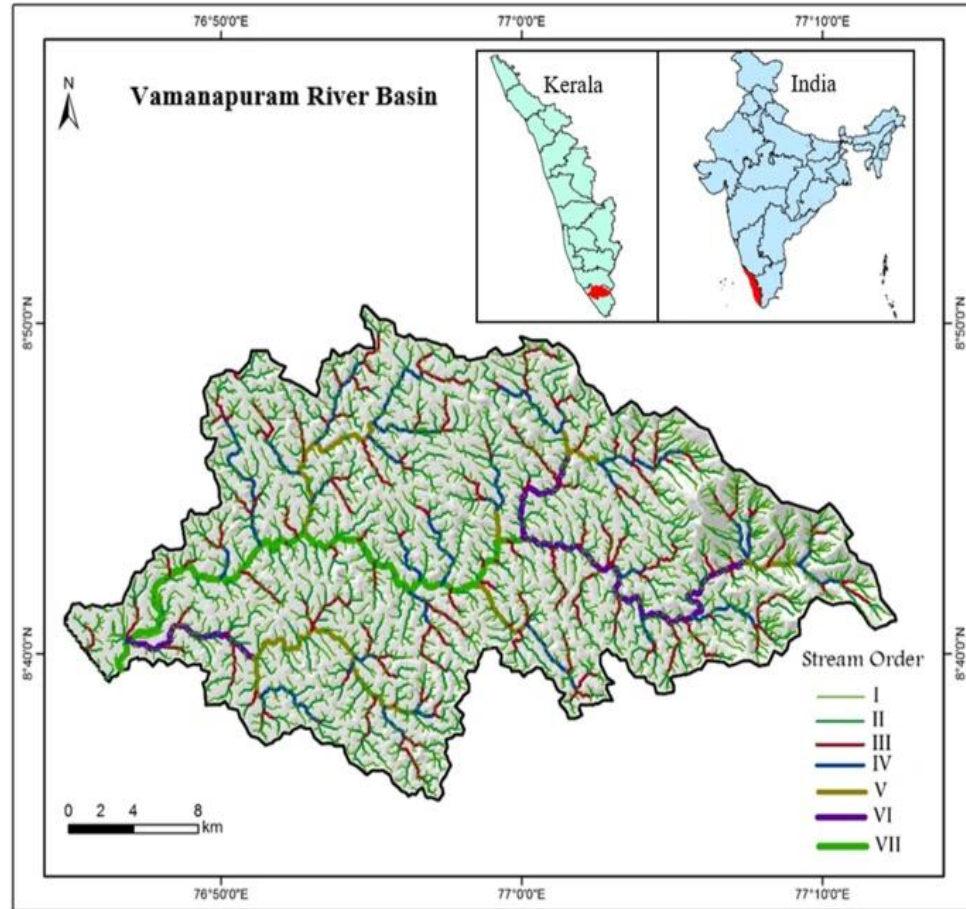 76°50'0"E 77°0'0"E 77°10'0"E
N
Vamanapuram River Basin
Kerala
India
8°50'0"N
8°50'0"N
8°40'0"N
8°40'0"N
Stream Order
I
II
III
IV
V
VI
VII
0 2 4 8
km
76°50'0"E 77°0'0"E 77°10'0"E